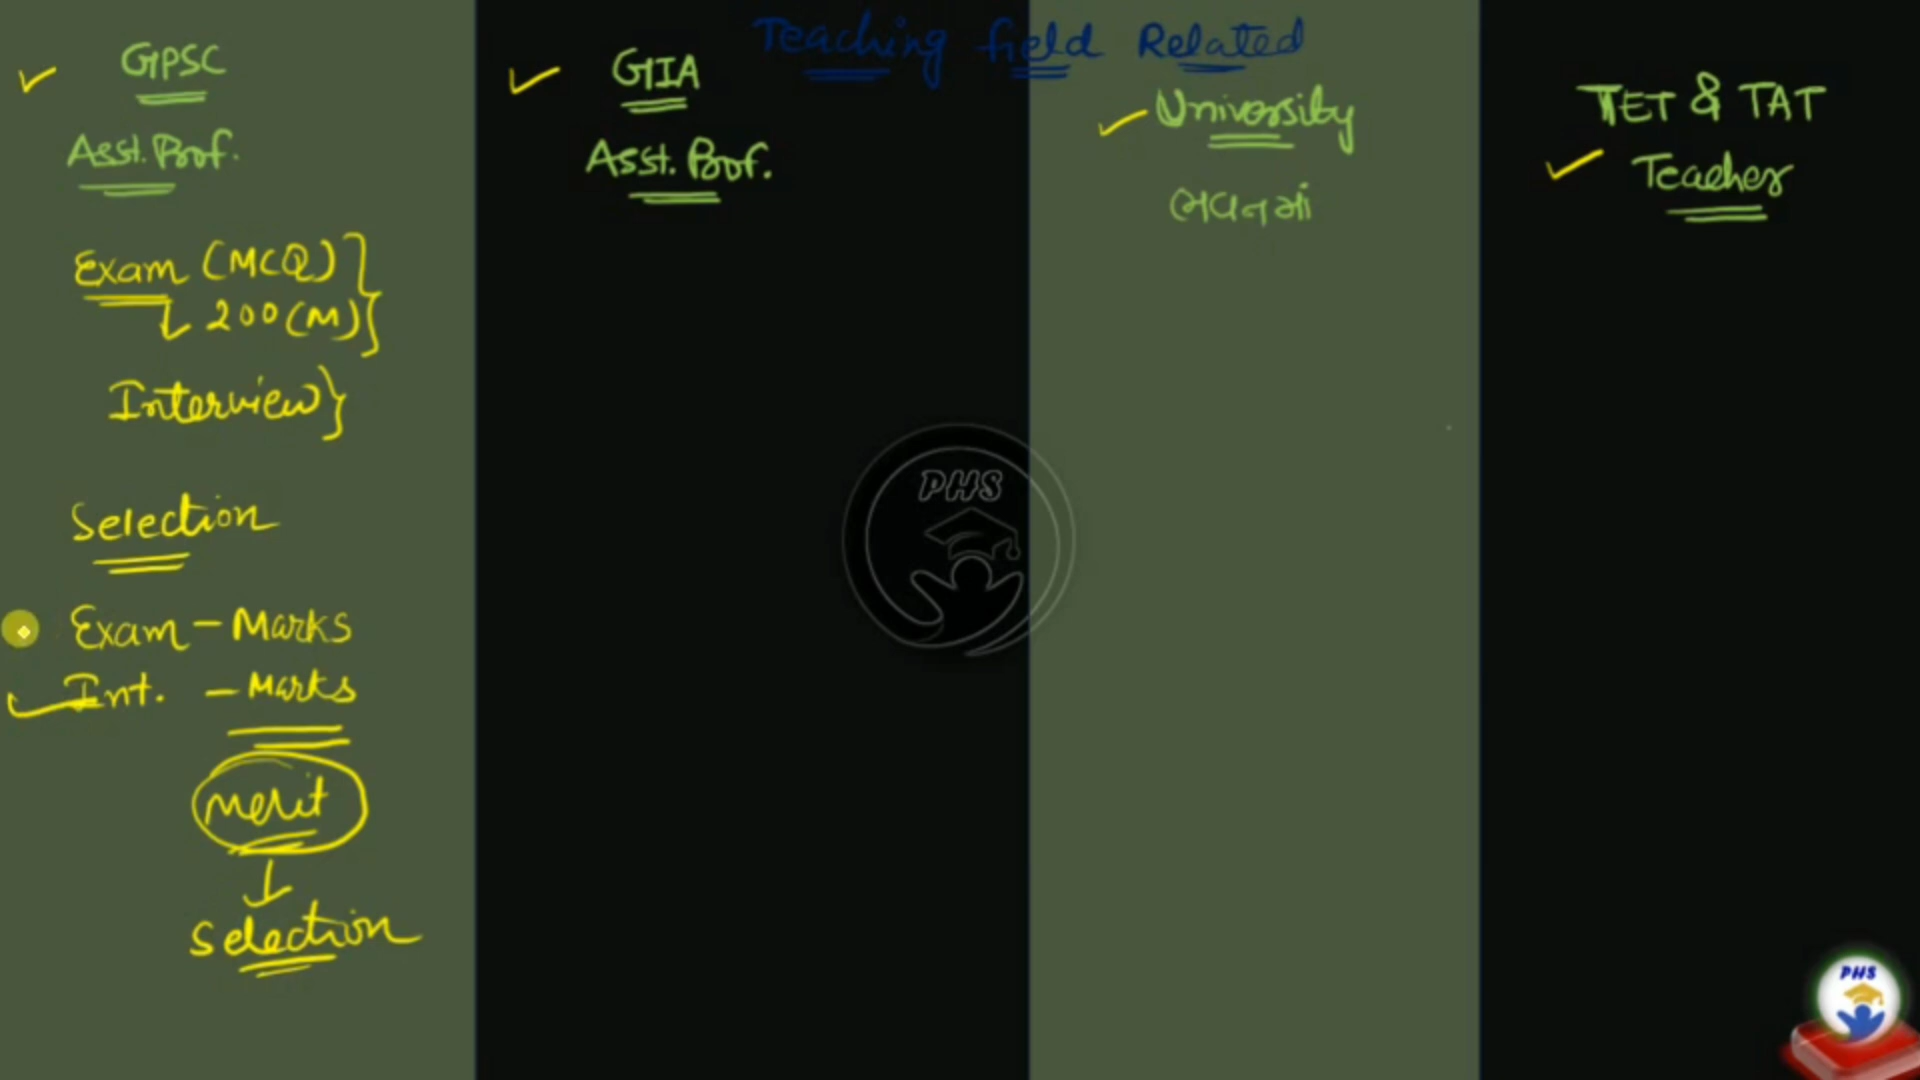 Teaching field Related
GPSC
Asst. Prof.
Exam (MCQ)
200 (M)
Interview
Selection
Exam - Marks
Int. - Marks
merit
Selection
GIA
Asst. Prof.
University
ભવનમાં
TET & TAT
Teacher
PHS
PHS